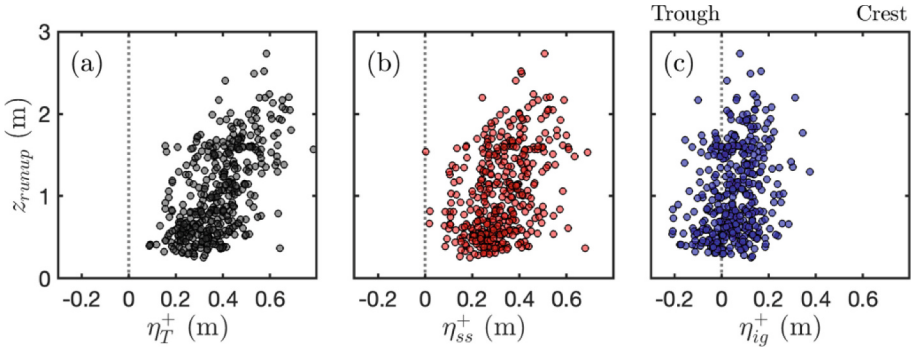 Trough Crest
3
2
1
0
z_runup (m)
(a) (b) (c)
-0.2 0 0.2 0.4 0.6 -0.2 0 0.2 0.4 0.6 -0.2 0 0.2 0.4 0.6
η_T^+ (m) η_ss^+ (m) η_ig^+ (m)